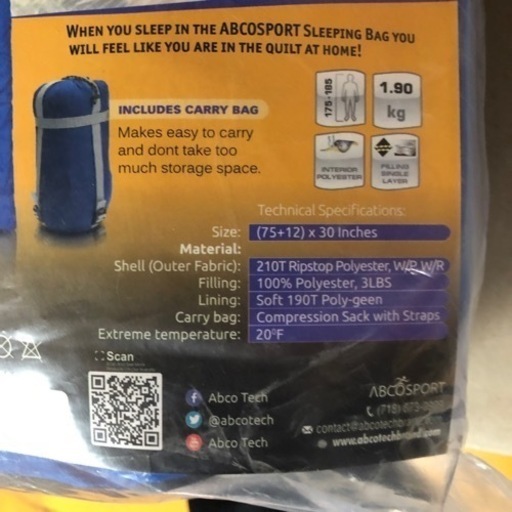 WHEN YOU SLEEP IN THE ABCOSPORT SLEEPING BAG YOU
WILL FEEL LIKE YOU ARE IN THE QUILT AT HOME!
INCLUDES CARRY BAG
Makes easy to carry
and dont take too
much storage space.
175-185
1.90
kg
INTERIOR
POLYESTER
FILLING
SINGLE
LAYER
Technical Specifications:
Size: (75+12) x 30 Inches
Material:
Shell (Outer Fabric): 210T Ripstop Polyester, W/P W/R
Filling: 100% Polyester, 3LBS
Lining: Soft 190T Poly-geen
Carry bag: Compression Sack with Straps
Extreme temperature: 20°F
Scan
Abco Tech
@abcotech
Abco Tech
ABCOSPORT
(718)
contact@abcotechbrand
www.abcotechbrand.com